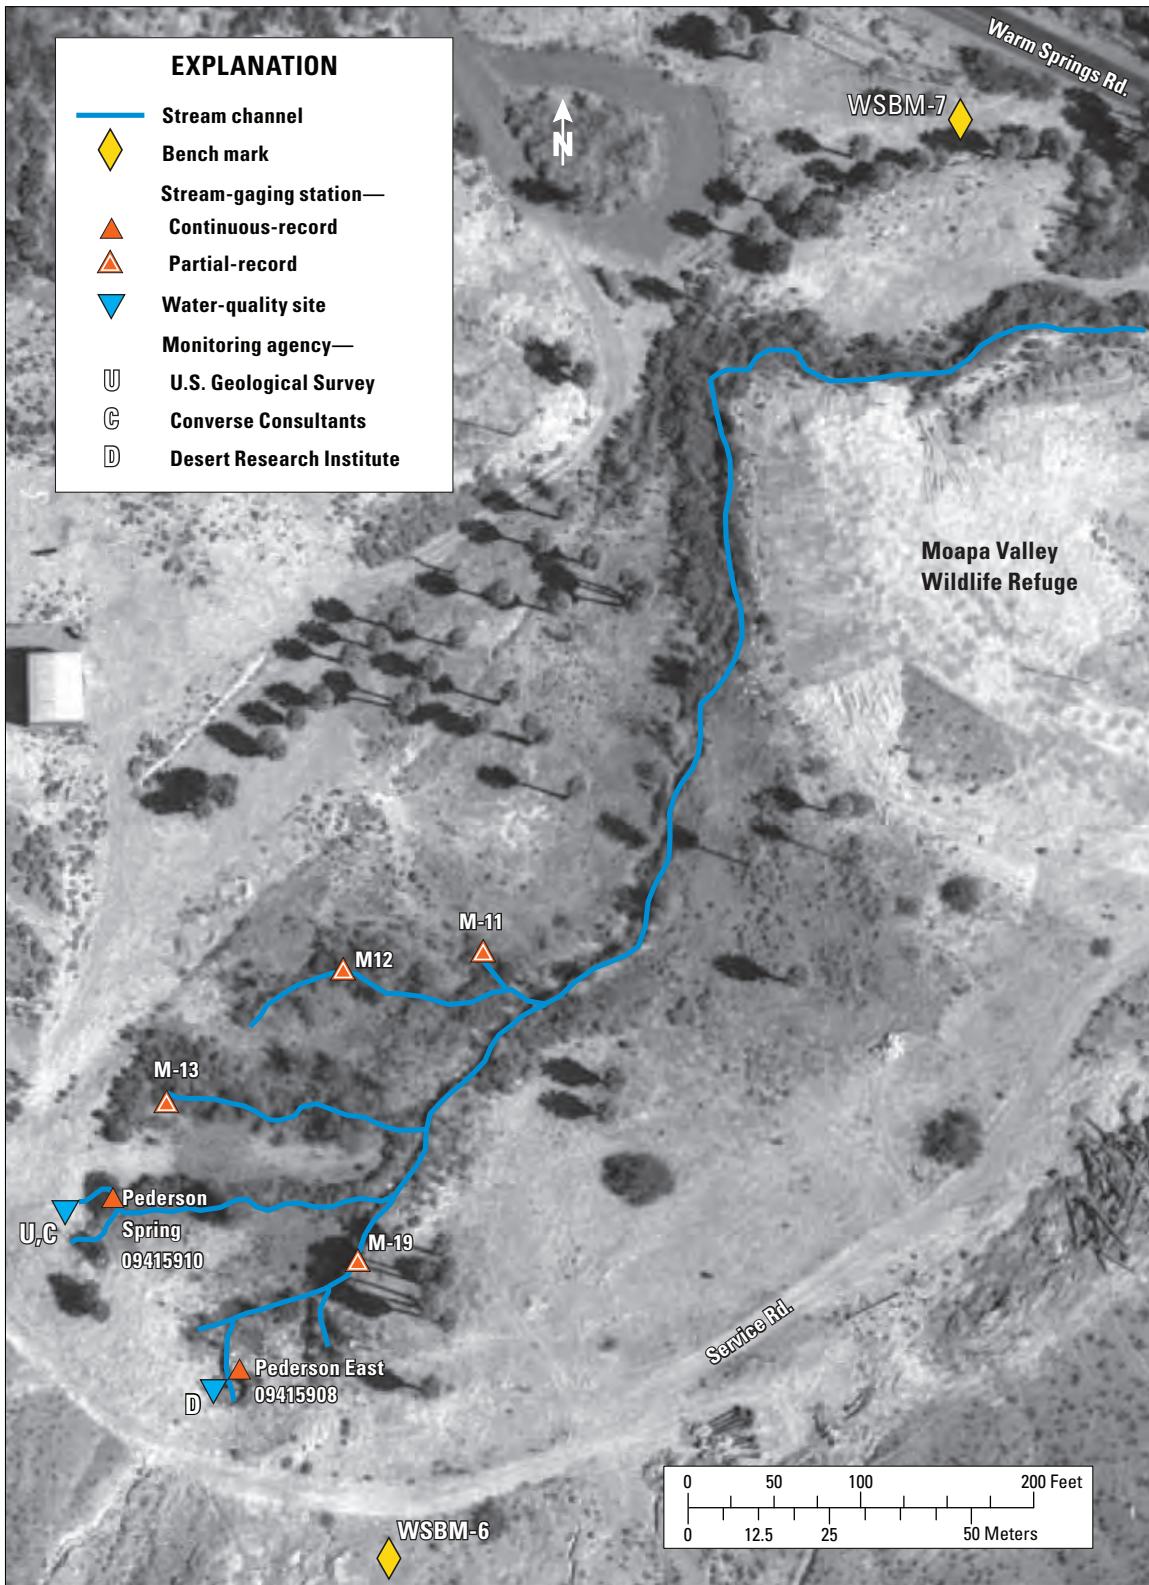 EXPLANATION
Stream channel
Bench mark
Stream-gaging station—
Continuous-record
Partial-record
Water-quality site
Monitoring agency—
U U.S. Geological Survey
C Converse Consultants
D Desert Research Institute
N
Warm Springs Rd.
WSBM-7
Moapa Valley
Wildlife Refuge
M-11
M12
M-13
Pederson
Spring
09415910
U,C
M-19
Pederson East
09415908
D
Service Rd.
WSBM-6
0 50 100 200 Feet
0 12.5 25 50 Meters